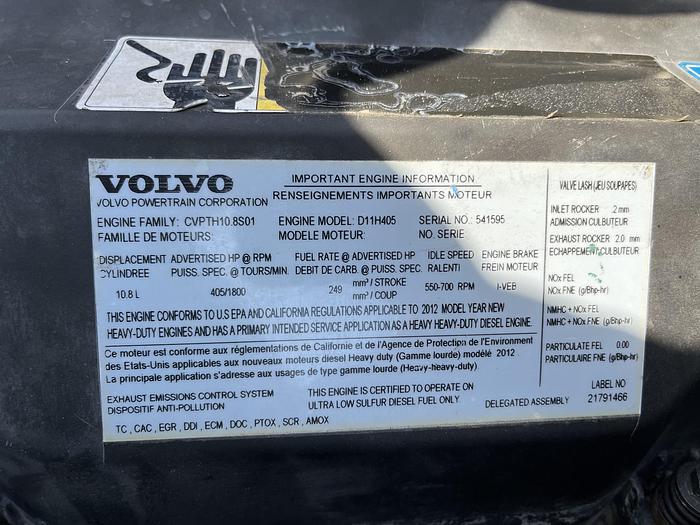 VOLVO
VOLVO POWERTRAIN CORPORATION
IMPORTANT ENGINE INFORMATION
RENSEIGNEMENTS IMPORTANTS MOTEUR
ENGINE FAMILY: CVPTH10.8S01 ENGINE MODEL: D11H405 SERIAL NO.: 541595
FAMILLE DE MOTEURS: MODELE MOTEUR: NO. SERIE:
DISPLACEMENT ADVERTISED HP @ RPM FUEL RATE @ ADVERTISED HP IDLE SPEED ENGINE BRAKE
CYLINDREE PUISS. SPEC. @ TOURS/MIN. DEBIT DE CARB. @ PUISS. SPEC. RALENTI FREIN MOTEUR
10.8 L 405/1800 249 mm³ / STROKE 550-700 RPM I-VEB
mm³ / COUP
THIS ENGINE CONFORMS TO U.S EPA AND CALIFORNIA REGULATIONS APPLICABLE TO 2012 MODEL YEAR NEW
HEAVY-DUTY ENGINES AND HAS A PRIMARY INTENDED SERVICE APPLICATION AS A HEAVY HEAVY-DUTY DIESEL ENGINE.
Ce moteur est conforme aux réglementations de Californie et de l'Agence de Protection de l'Environment
des Etats-Unis applicables aux nouveaux moteurs diesel Heavy duty (Gamme lourde) modélé 2012 .
La principale application s'adresse aux usages de type gamme lourde (Heavy-heavy-duty)
EXHAUST EMISSIONS CONTROL SYSTEM
DISPOSITIF ANTI-POLLUTION
THIS ENGINE IS CERTIFIED TO OPERATE ON
ULTRA LOW SULFUR DIESEL FUEL ONLY
DELEGATED ASSEMBLY
TC , CAC , EGR , DDI , ECM , DOC , PTOX , SCR , AMOX
VALVE LASH (JEU SOUPAPES)
INLET ROCKER .2 mm
ADMISSION CULBUTEUR
EXHAUST ROCKER 2.0 mm
ECHAPPEMENT CULBUTEUR
NOx FEL
NOx FNE (g/Bhp-hr)
NMHC + NOx FEL
NMHC + NOx FNE (g/Bhp-hr)
PARTICULATE FEL 0.00
PARTICULAIRE FNE (g/Bhp-hr)
LABEL NO
21791466